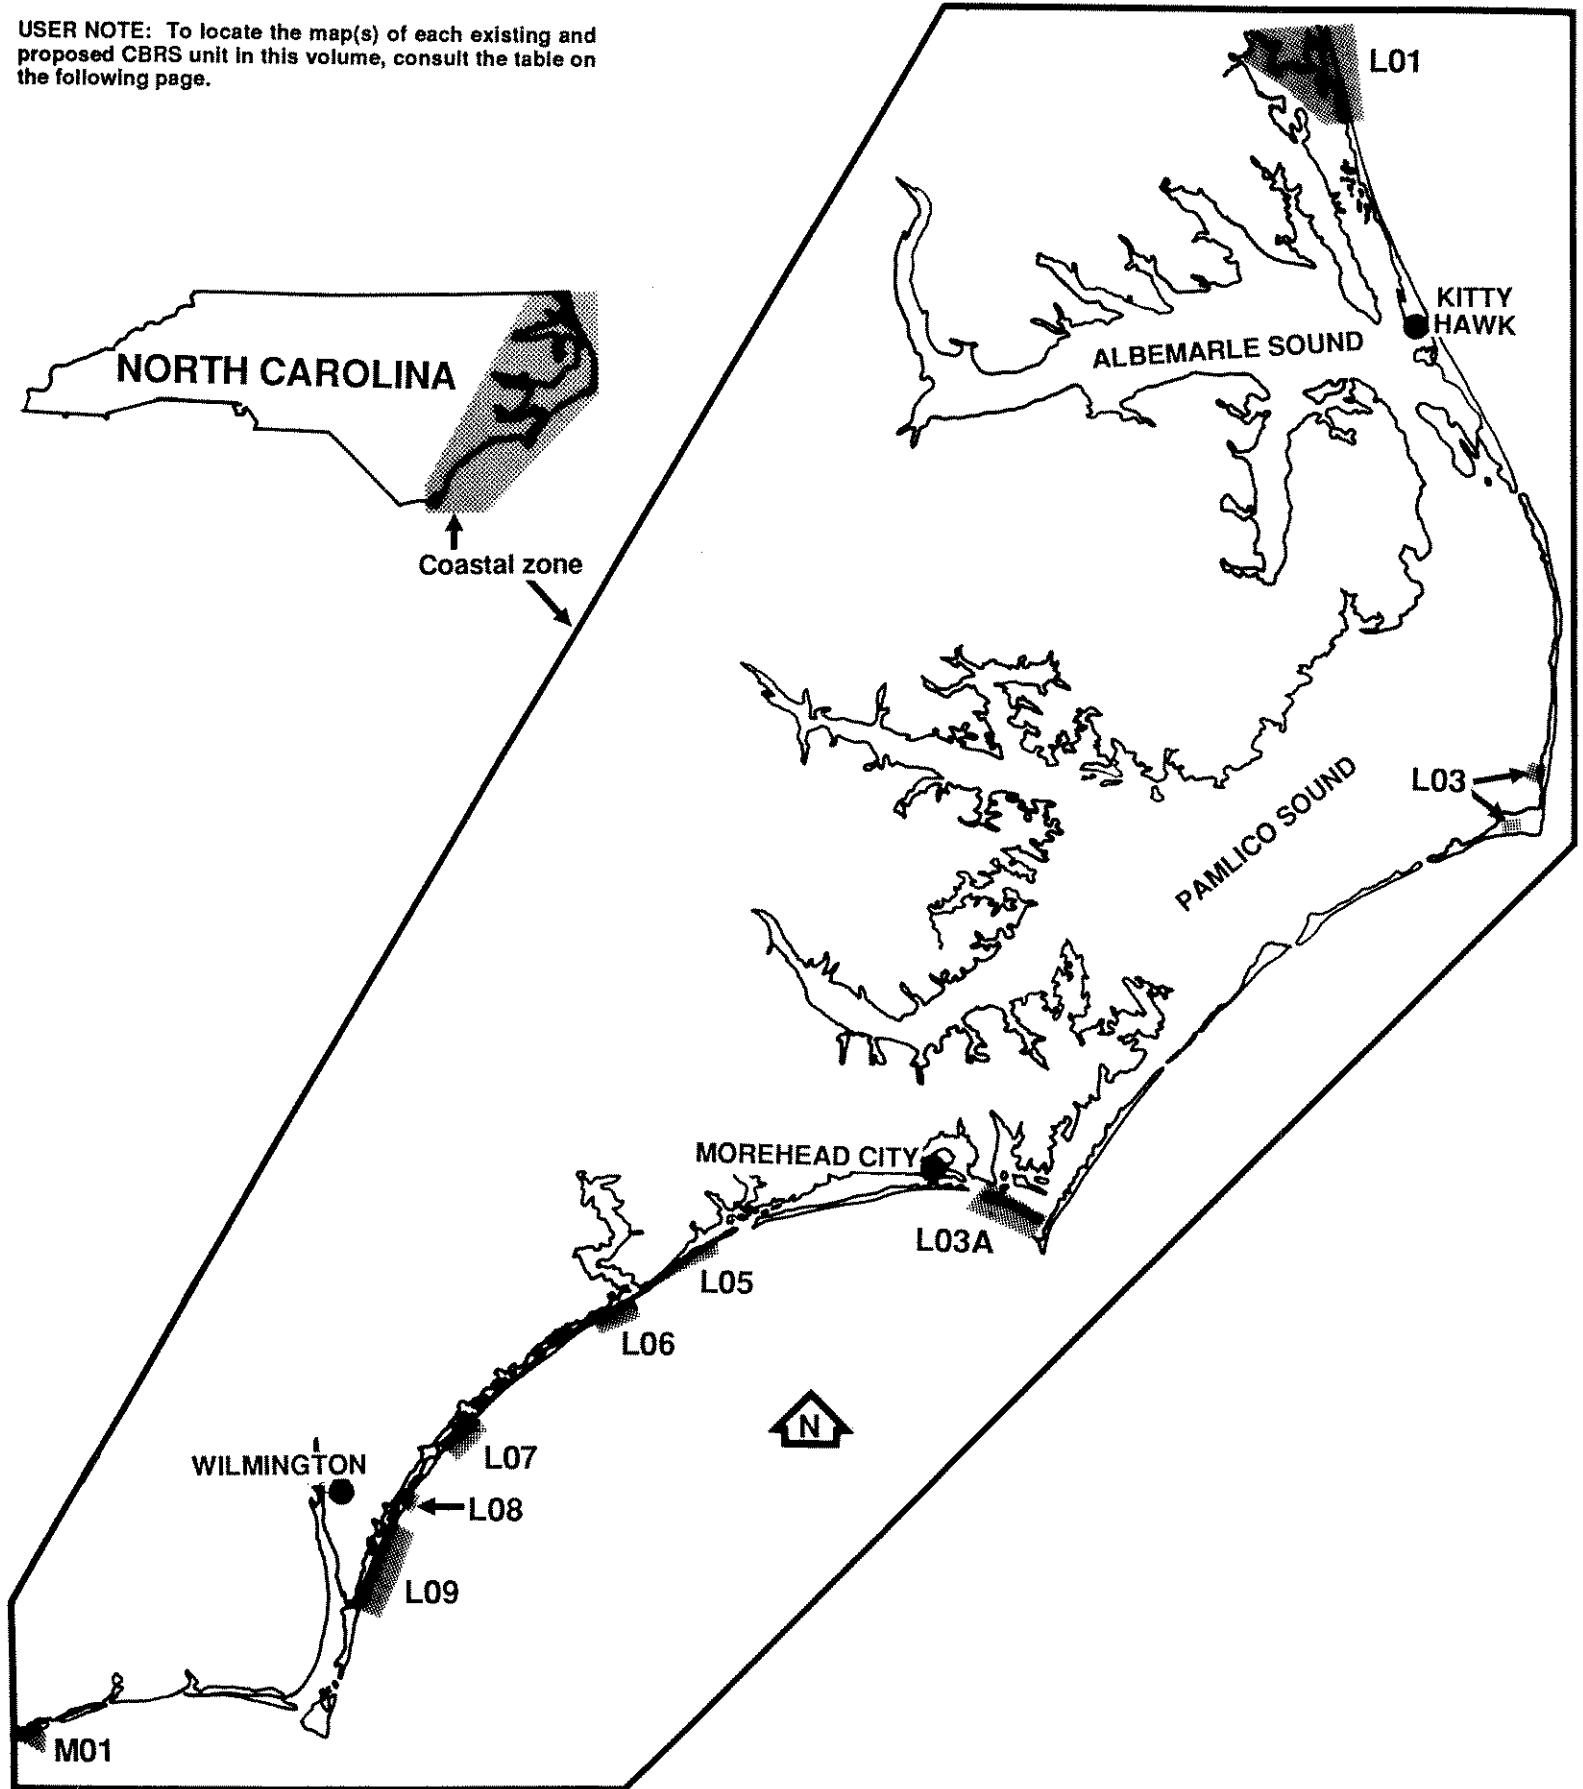 USER NOTE: To locate the map(s) of each existing and
proposed CBRS unit in this volume, consult the table on
the following page.
L01
KITTY
HAWK
ALBEMARLE SOUND
NORTH CAROLINA
Coastal zone
L03
PAMLICO SOUND
MOREHEAD CITY
L03A
L05
L06
N
L07
WILMINGTON
L08
L09
M01